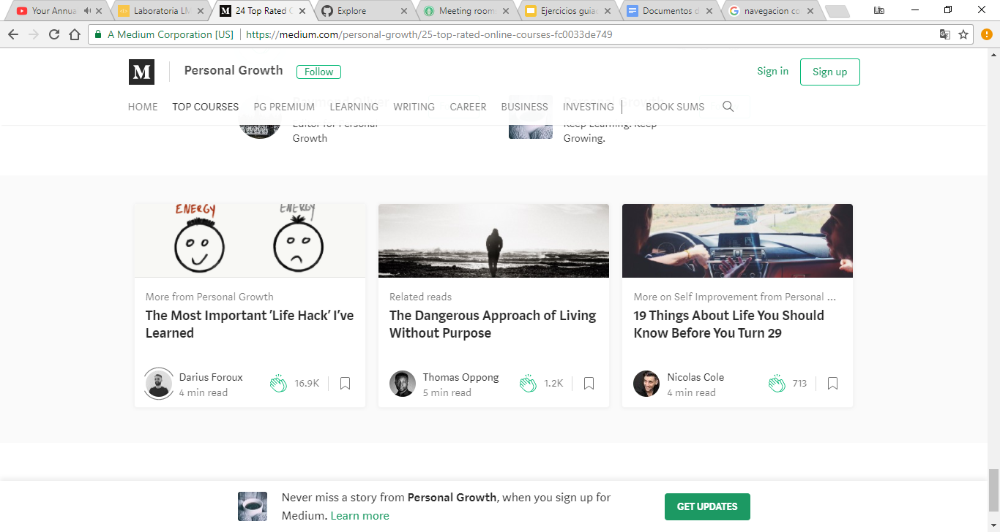 Your Annua
Laboratoria LM
24 Top Rated
Explore
Meeting room
Ejercicios guia
Documentos d
navegacion co
A Medium Corporation [US]
https://medium.com/personal-growth/25-top-rated-online-courses-fc0033de749
M
Personal Growth
Follow
Sign in
Sign up
HOME
TOP COURSES
PG PREMIUM
LEARNING
WRITING
CAREER
BUSINESS
INVESTING
BOOK SUMS
Editor for Personal
Growth
Personal Growth
Keep Learning. Keep
Growing.
ENERGY
ENERGY
More from Personal Growth
The Most Important 'Life Hack' I've
Learned
Darius Foroux
4 min read
16.9K
Related reads
The Dangerous Approach of Living
Without Purpose
Thomas Oppong
5 min read
1.2K
More on Self Improvement from Personal ...
19 Things About Life You Should
Know Before You Turn 29
Nicolas Cole
4 min read
713
Never miss a story from Personal Growth, when you sign up for
Medium. Learn more
GET UPDATES